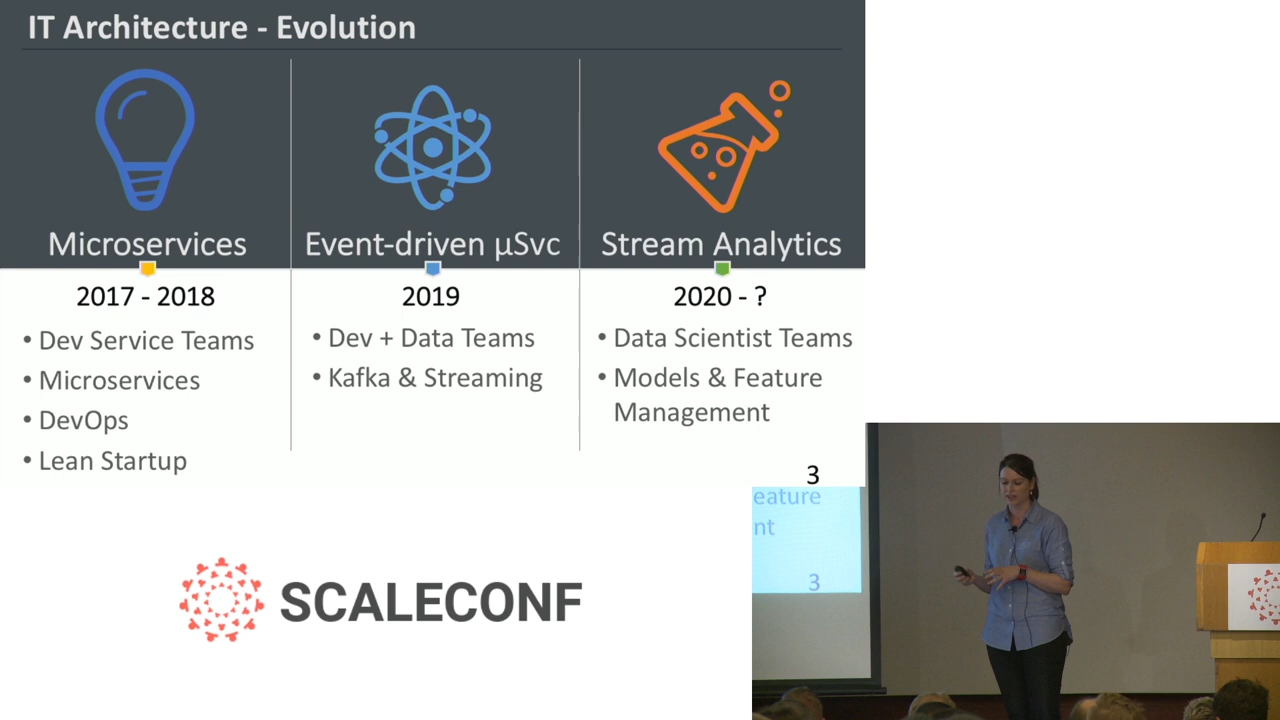 IT Architecture - Evolution
Microservices
Event-driven µSvc
Stream Analytics
2017 - 2018
2019
2020 - ?
• Dev Service Teams
• Microservices
• DevOps
• Lean Startup
• Dev + Data Teams
• Kafka & Streaming
• Data Scientist Teams
• Models & Feature
Management
3
eature
nt
3
SCALECONF